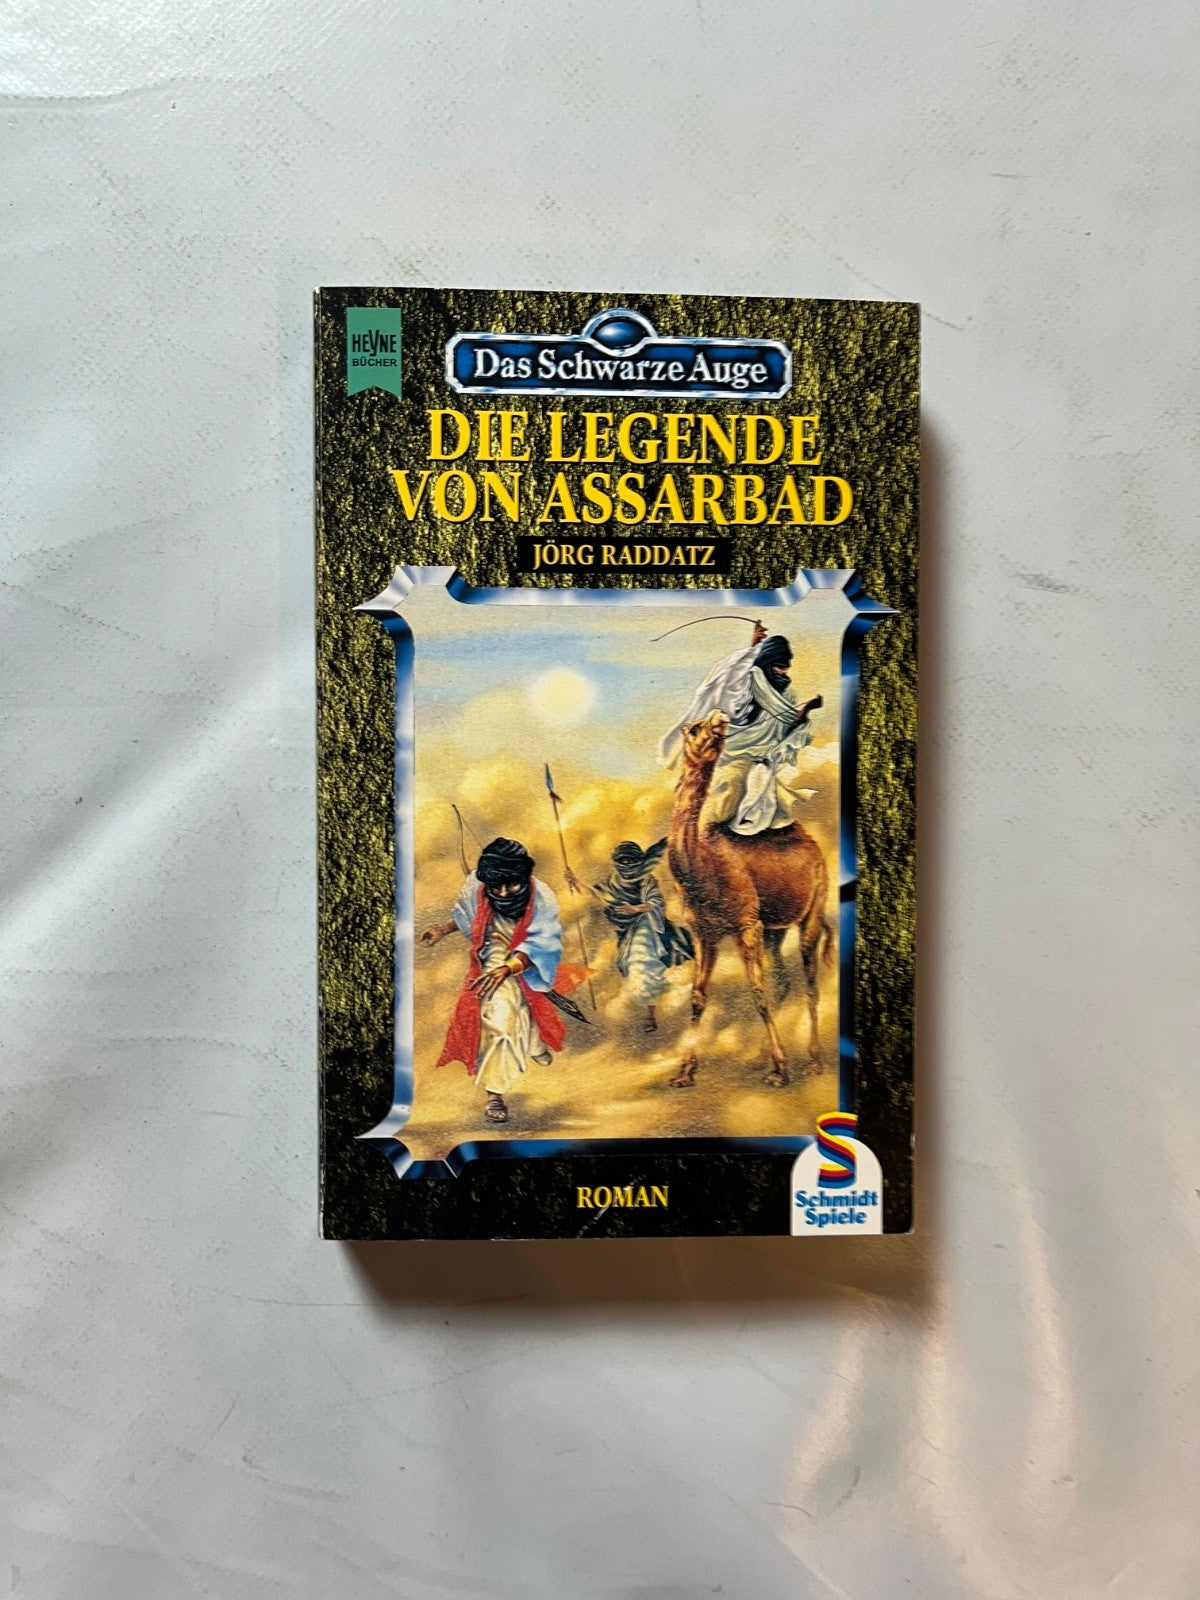 HEYNE
BÜCHER
Das Schwarze Auge
DIE LEGENDE
VON ASSARBAD
JÖRG RADDATZ
ROMAN
Schmidt
Spiele